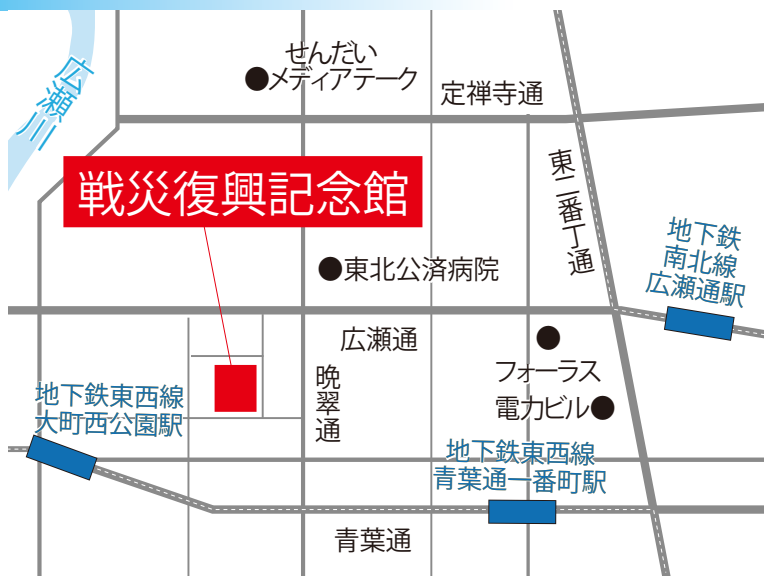 せんだい
メディアテーク
定禅寺通
広瀬川
戦災復興記念館
東二番丁通
地下鉄
南北線
広瀬通駅
東北公済病院
広瀬通
フォーラス
電力ビル
晩翠通
地下鉄東西線
大町西公園駅
地下鉄東西線
青葉通一番町駅
青葉通